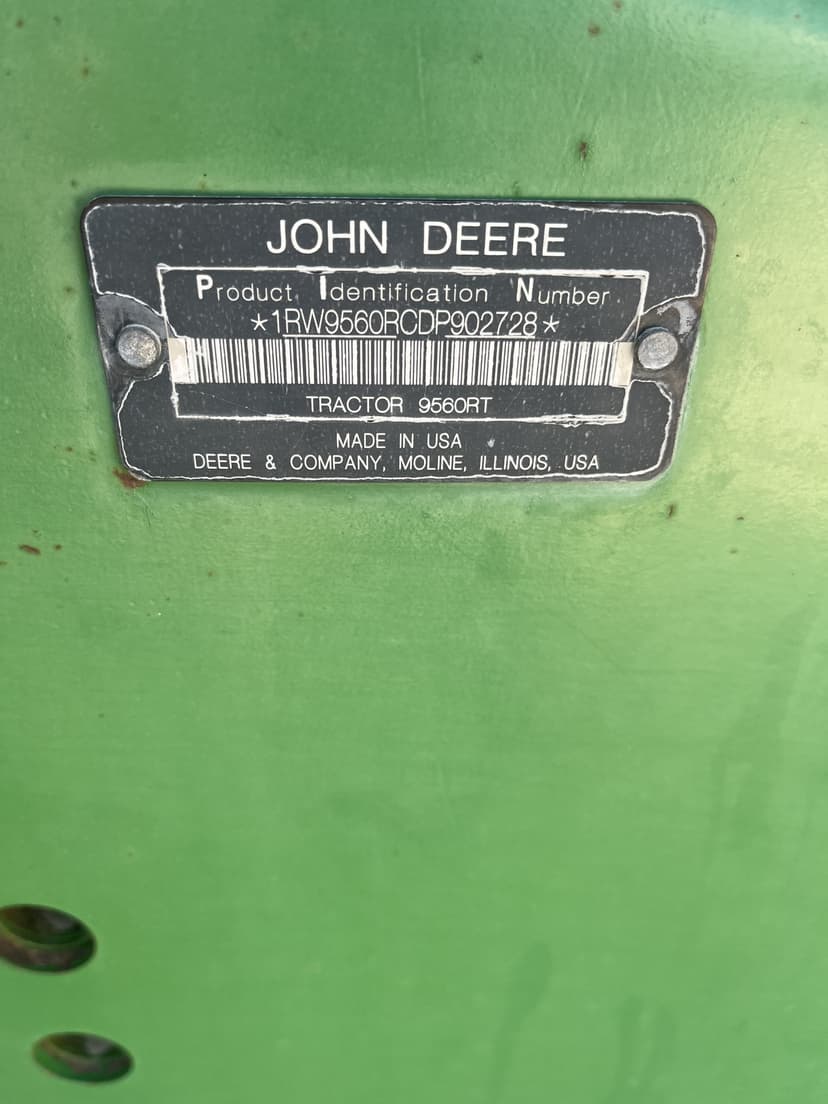 JOHN DEERE
Product Identification Number
*1RW9560RCDP902728*
TRACTOR 9560RT
MADE IN USA
DEERE & COMPANY, MOLINE, ILLINOIS, USA